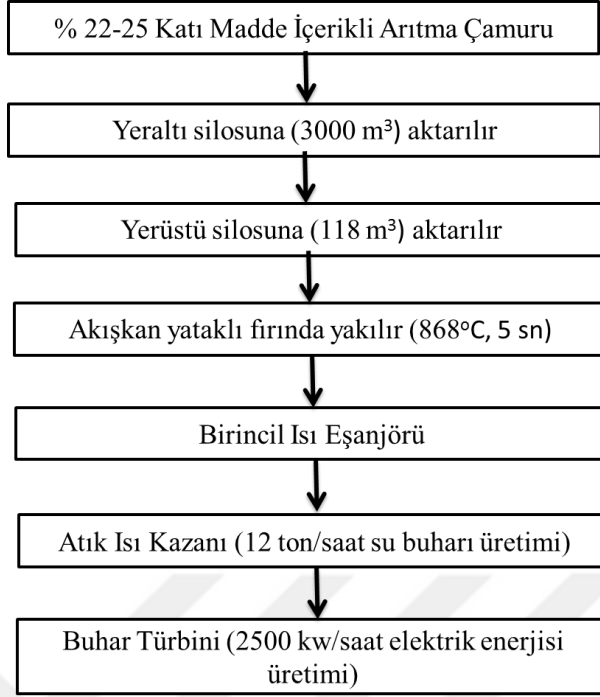 % 22-25 Katı Madde İçerikli Arıtma Çamuru
Yeraltı silosuna (3000 m³) aktarılır
Yerüstü silosuna (118 m³) aktarılır
Akışkan yataklı fırında yakılır (868°C, 5 sn)
Birincil Isı Eşanjörü
Atık Isı Kazanı (12 ton/saat su buharı üretimi)
Buhar Türbini (2500 kw/saat elektrik enerjisi
üretimi)